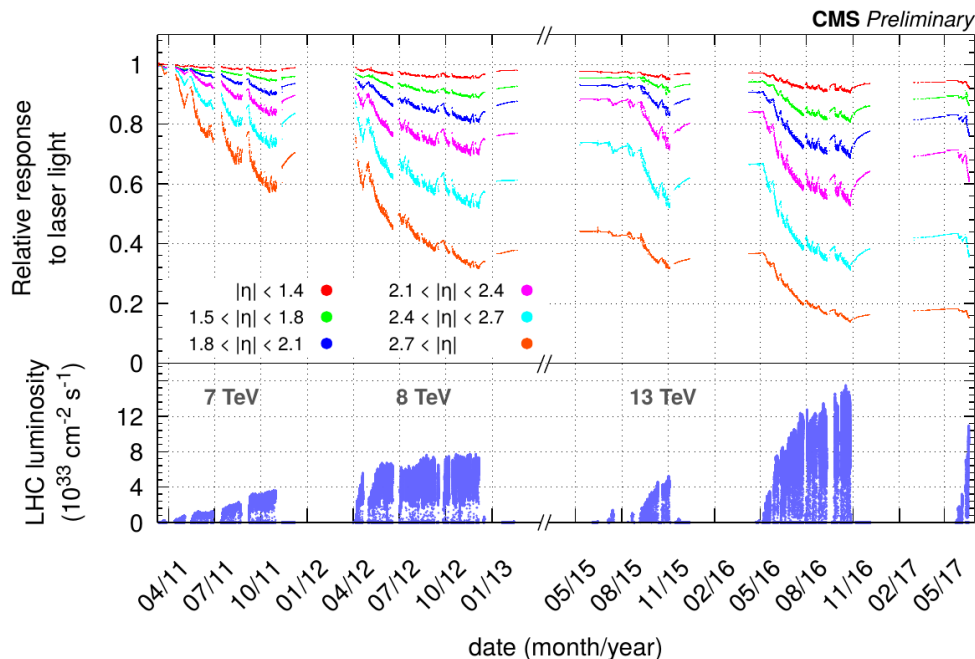 CMS Preliminary
Relative response
to laser light
1
0.8
0.6
0.4
0.2
0
|η| < 1.4
1.5 < |η| < 1.8
1.8 < |η| < 2.1
2.1 < |η| < 2.4
2.4 < |η| < 2.7
2.7 < |η|
LHC luminosity
(10³³ cm⁻² s⁻¹)
12
8
4
0
7 TeV
8 TeV
13 TeV
04/11
07/11
10/11
01/12
04/12
07/12
10/12
01/13
05/15
08/15
11/15
02/16
05/16
08/16
11/16
02/17
05/17
date (month/year)